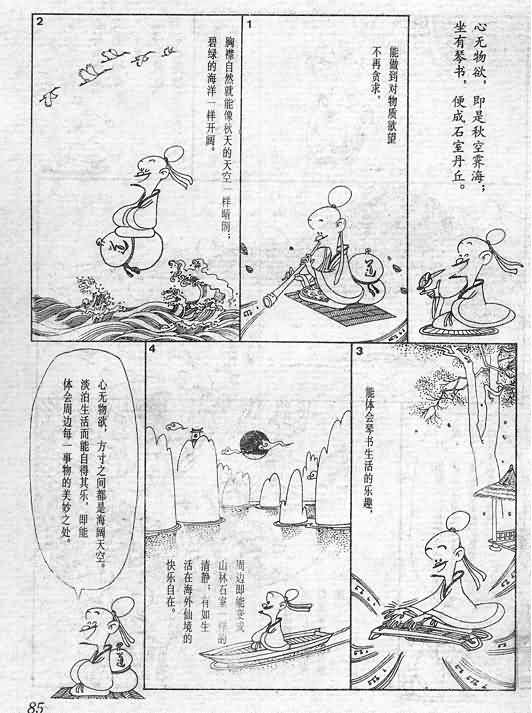 心无物欲，即是秋空霁海；
坐有琴书，便成石室丹丘。
1
能做到对物质欲望
不再贪求，
2
胸襟自然就能像秋天的天空一样晴阔；
碧绿的海洋一样开阔。
道
3
能体会琴书生活的乐趣，
4
周边即能变成
山林石室一样的
清静；有如生
活在海外仙境的
快乐自在。
心无物欲，方寸之间都是海阔天空。
淡泊生活而能自得其乐，即能
体会周边每一事物的美妙之处。
道
85